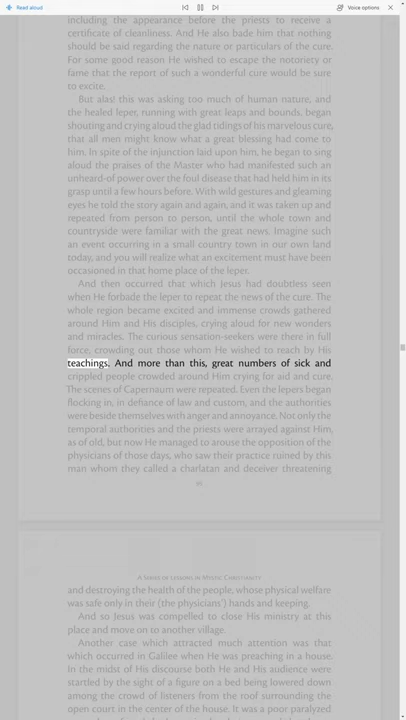 Read aloud
Voice options
including the appearance before the priests to receive a
certificate of cleanliness. And He also bade him that nothing
should be said regarding the nature or particulars of the cure.
For some good reason He wished to escape the notoriety or
fame that the report of such a wonderful cure would be sure
to excite.
But alas! this was asking too much of human nature, and
the healed leper, running with great leaps and bounds, began
shouting and crying aloud the glad tidings of his marvelous cure,
that all men might know what a great blessing had come to
him. In spite of the injunction laid upon him, he began to sing
aloud the praises of the Master who had manifested such an
unheard-of power over the foul disease that had held him in its
grasp until a few hours before. With wild gestures and gleaming
eyes he told the story again and again, and it was taken up and
repeated from person to person, until the whole town and
countryside were familiar with the great news. Imagine such
an event occurring in a small country town in our own land
today, and you will realize what an excitement must have been
occasioned in that home place of the leper.
And then occurred that which Jesus had doubtless seen
when He forbade the leper to repeat the news of the cure. The
whole region became excited and immense crowds gathered
around Him and His disciples, crying aloud for new wonders
and miracles. The curious sensation-seekers were there in full
force, crowding out those whom He wished to reach by His
teachings. And more than this, great numbers of sick and
crippled people crowded around Him crying for aid and cure.
The scenes of Capernaum were repeated. Even the lepers began
flocking in, in defiance of law and custom, and the authorities
were beside themselves with anger and annoyance. Not only the
temporal authorities and the priests were arrayed against Him,
as of old, but now He managed to arouse the opposition of the
physicians of those days, who saw their practice ruined by this
man whom they called a charlatan and deceiver threatening
A Series of Lessons in Mystic Christianity
and destroying the health of the people, whose physical welfare
was safe only in their (the physicians') hands and keeping.
And so Jesus was compelled to close His ministry at this
place and move on to another village.
Another case which attracted much attention was that
which occurred in Galilee when He was preaching in a house.
In the midst of His discourse both He and His audience were
startled by the sight of a figure on a bed being lowered down
among the crowd of listeners from the roof surrounding the
open court in the center of the house. It was a poor paralyzed